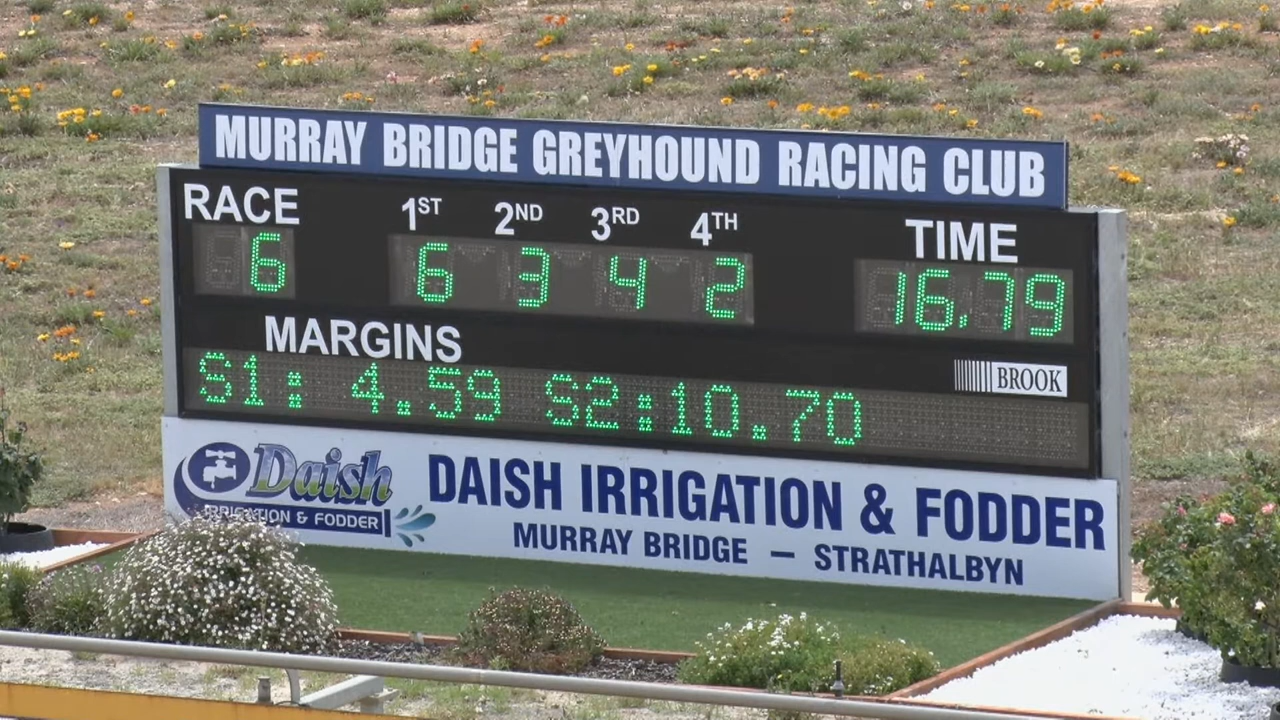 MURRAY BRIDGE GREYHOUND RACING CLUB
RACE 1ST 2ND 3RD 4TH TIME
6 6 3 4 2 16.79
MARGINS
BROOK
S1: 4.59 S2:10.70
Daish
IRRIGATION & FODDER
DAISH IRRIGATION & FODDER
MURRAY BRIDGE — STRATHALBYN